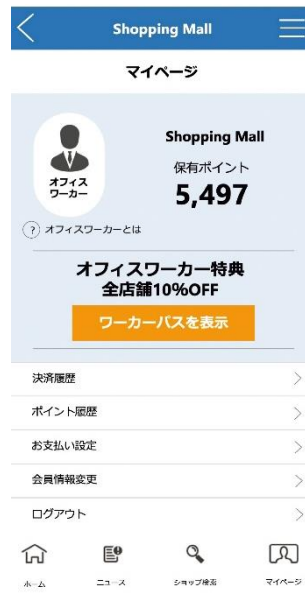 Shopping Mall
マイページ
オフィス
ワーカー
Shopping Mall
保有ポイント
5,497
? オフィスワーカーとは
オフィスワーカー特典
全店舗10%OFF
ワーカーパスを表示
決済履歴
ポイント履歴
お支払い設定
会員情報変更
ログアウト
ホーム
ニュース
ショップ検索
マイページ